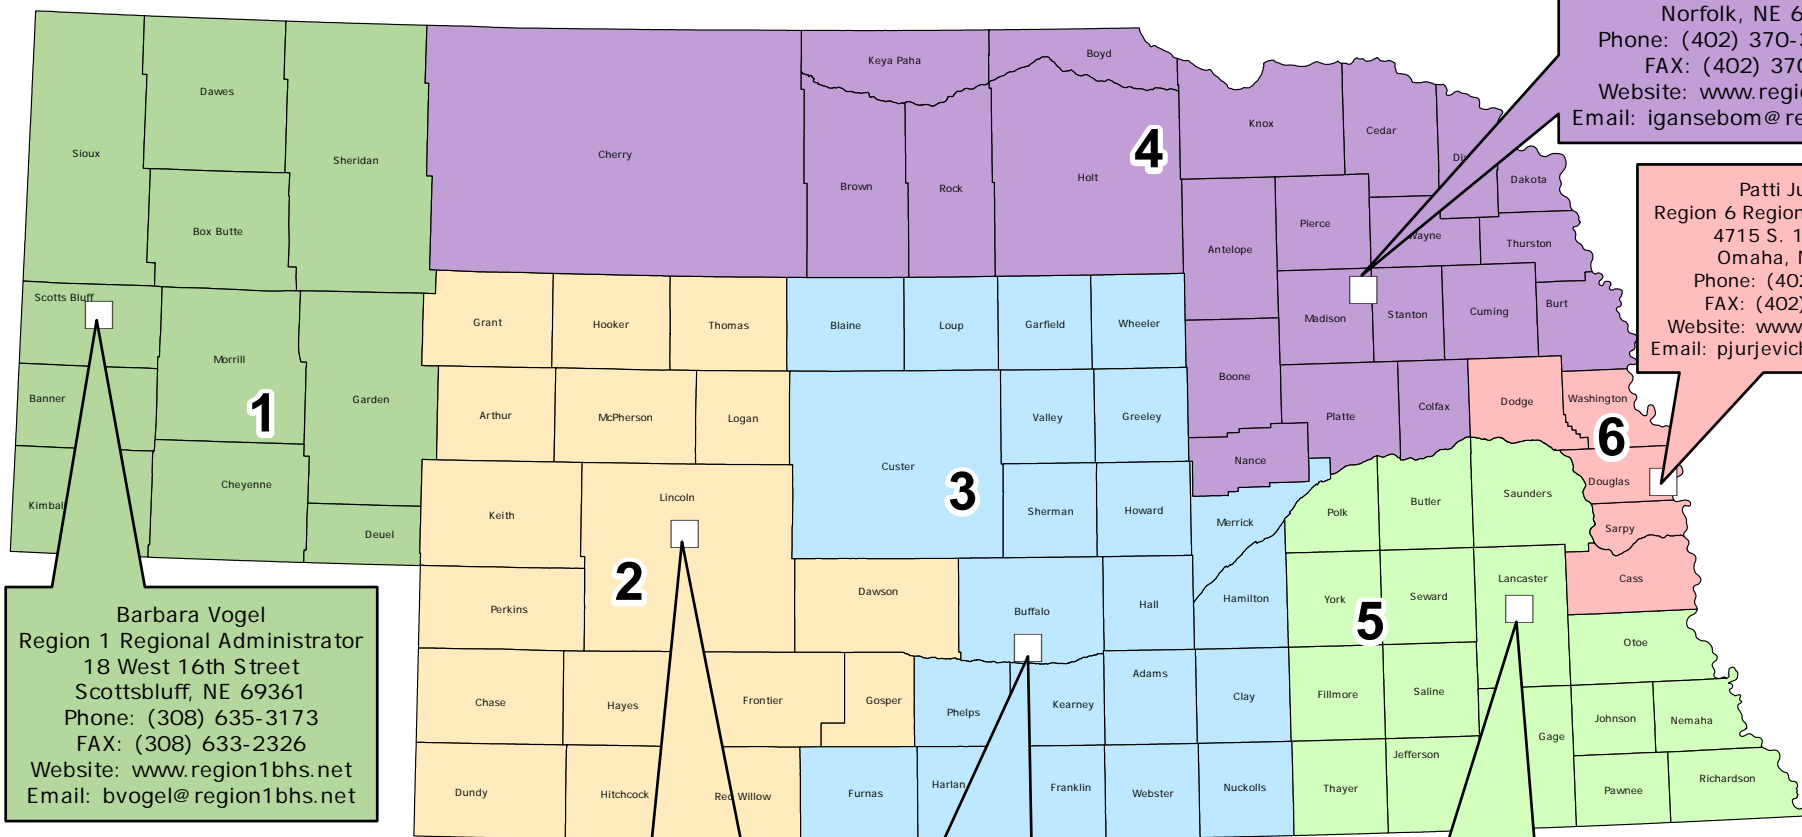 Norfolk, NE 6
Phone: (402) 370-
FAX: (402) 370
Website: www.regio
Email: igansebom@re
Keya Paha
Boyd
Dawes
Knox
Cedar
4
Sioux
Sheridan
Cherry
Brown
Rock
Holt
Dakota
Box Butte
Antelope
Pierce
Wayne
Thurston
Patti Ju
Region 6 Region
4715 S. 1
Omaha, N
Phone: (402
FAX: (402)
Website: www
Email: pjurjevich
Scotts Bluff
Grant
Hooker
Thomas
Blaine
Loup
Garfield
Wheeler
Madison
Stanton
Cuming
Burt
Morrill
Boone
Banner
1
Garden
Arthur
McPherson
Logan
Valley
Greeley
Platte
Colfax
Dodge
Washington
6
Custer
Nance
Kimbal
Cheyenne
Keith
Lincoln
3
Sherman
Howard
Merrick
Polk
Butler
Saunders
Douglas
Sarpy
Deuel
2
Perkins
Dawson
Buffalo
Hall
Hamilton
York
5
Seward
Lancaster
Cass
Otoe
Chase
Hayes
Frontier
Gosper
Phelps
Kearney
Adams
Clay
Fillmore
Saline
Gage
Johnson
Nemaha
Dundy
Hitchcock
Red Willow
Furnas
Harlan
Franklin
Webster
Nuckolls
Thayer
Jefferson
Pawnee
Richardson
Barbara Vogel
Region 1 Regional Administrator
18 West 16th Street
Scottsbluff, NE 69361
Phone: (308) 635-3173
FAX: (308) 633-2326
Website: www.region1bhs.net
Email: bvogel@region1bhs.net